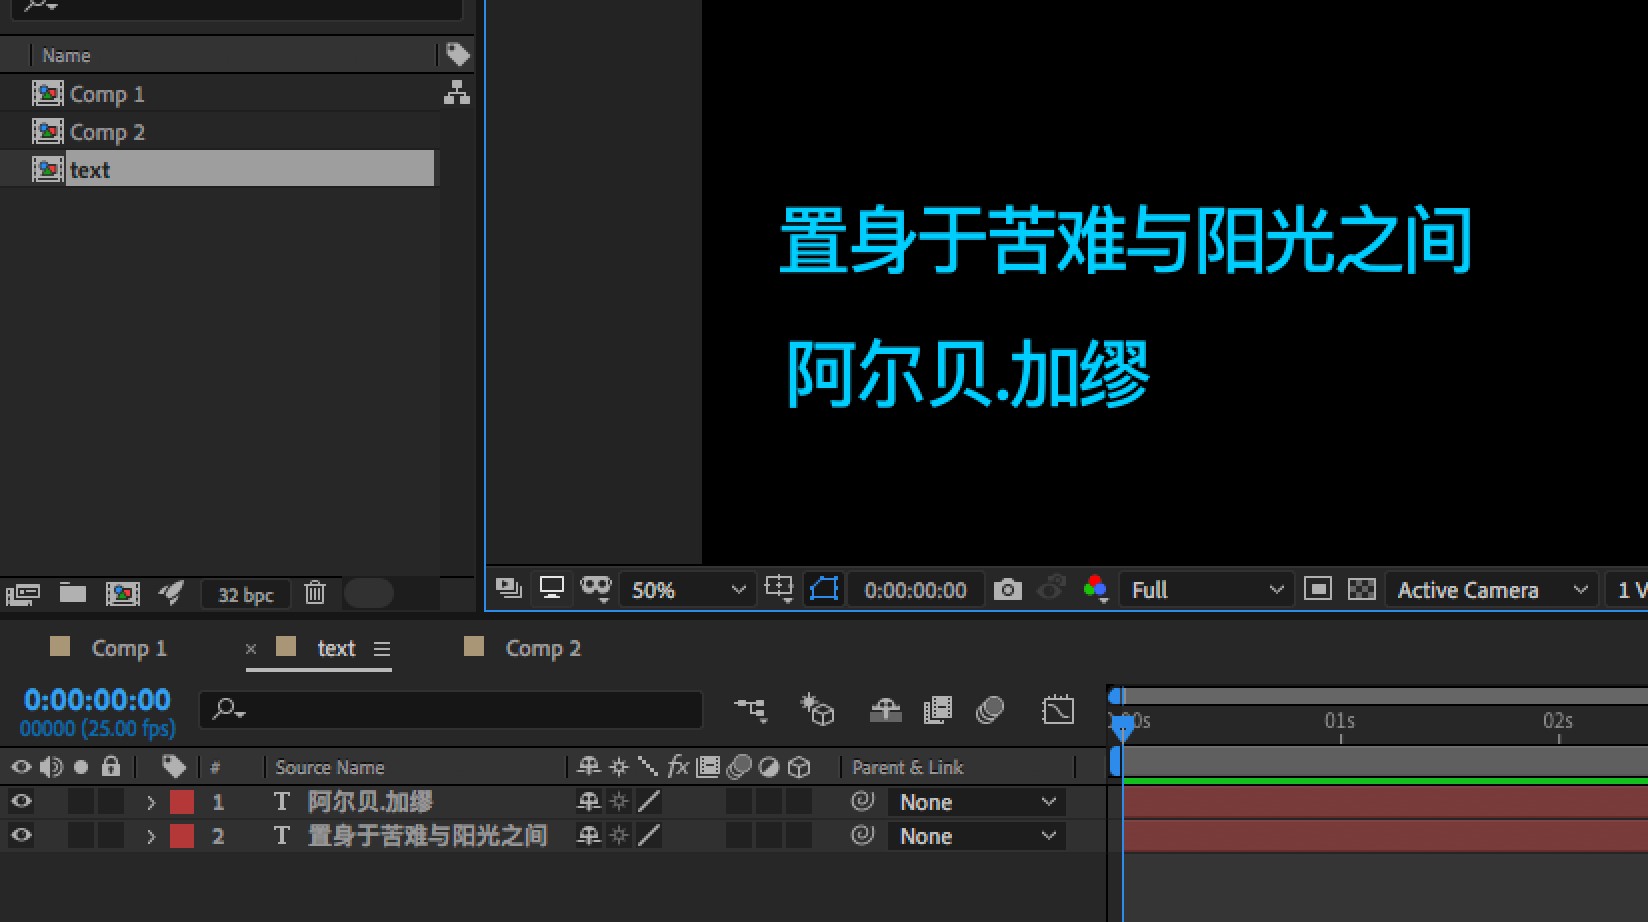 Name
Comp 1
Comp 2
text
置身于苦难与阳光之间
阿尔贝.加缪
32 bpc
50%
0:00:00:00
Full
Active Camera
1 V
Comp 1
× text
Comp 2
0:00:00:00
00000 (25.00 fps)
00s 01s 02s
# Source Name fx Parent & Link
1 T 阿尔贝.加缪 None
2 T 置身于苦难与阳光之间 None